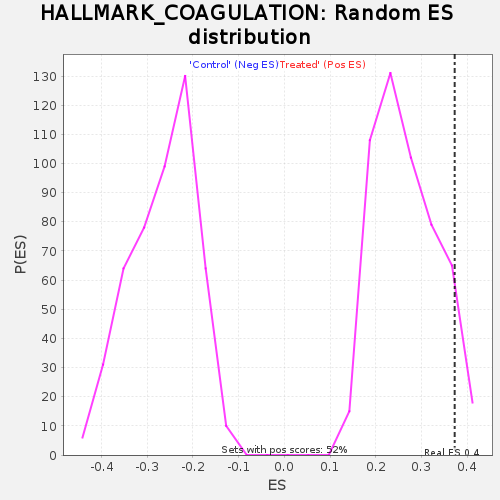 HALLMARK_COAGULATION: Random ES
distribution
'Control' (Neg ES) Treated' (Pos ES)
130
120
110
100
90
80
70
60
50
40
30
20
10
0
P(ES)
Sets with pos scores: 52%
Real ES 0.4
-0.4 -0.3 -0.2 -0.1 0.0 0.1 0.2 0.3 0.4
ES